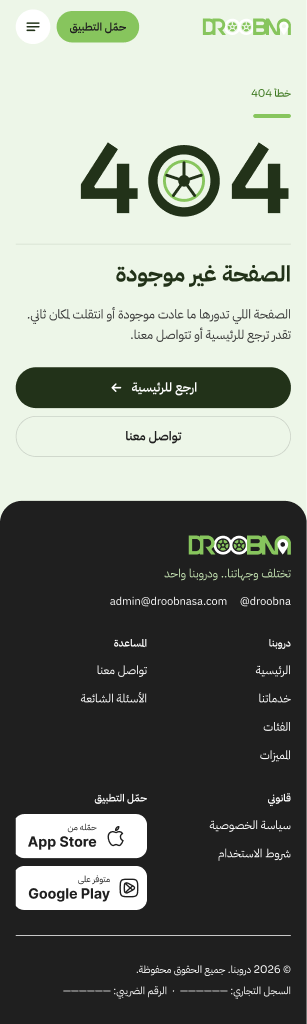 DROOBNA
حمّل التطبيق
خطأ 404
404
الصفحة غير موجودة
الصفحة اللي تدورها ما عادت موجودة أو انتقلت لمكان ثاني.
تقدر ترجع للرئيسية أو تتواصل معنا.
ارجع للرئيسية ←
تواصل معنا
DROOBNA
تختلف وجهاتنا.. ودروبنا واحد
@droobna admin@droobnasa.com
دروبنا
الرئيسية
خدماتنا
الفئات
المميزات
المساعدة
تواصل معنا
الأسئلة الشائعة
قانوني
سياسة الخصوصية
شروط الاستخدام
حمّل التطبيق
حمّله من
App Store
متوفر على
Google Play
© 2026 دروبنا. جميع الحقوق محفوظة.
السجل التجاري: —————— · الرقم الضريبي: ——————